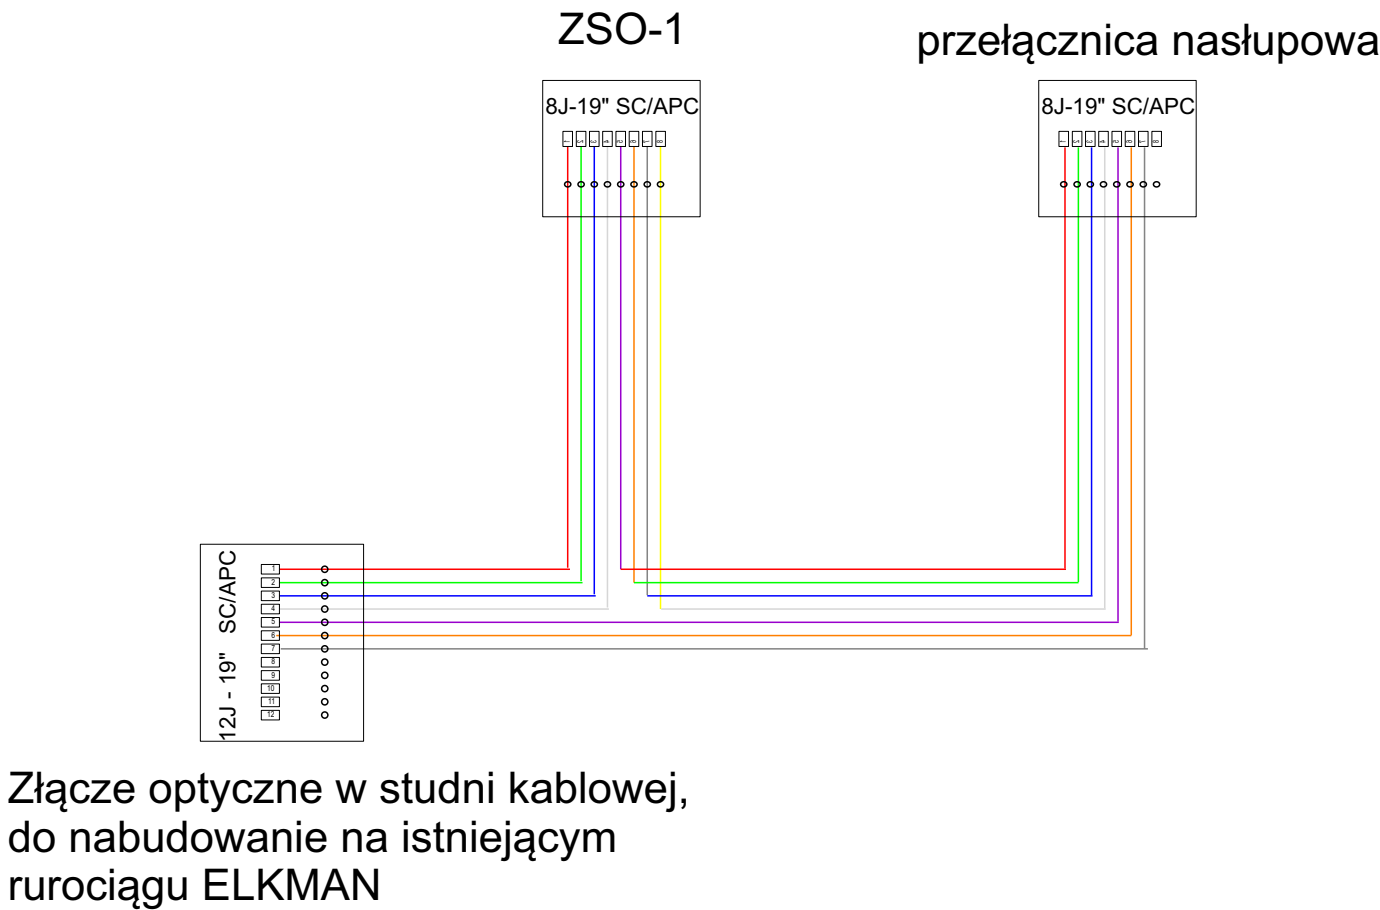 ZSO-1
przełącznica nasłupowa
8J-19" SC/APC
8J-19" SC/APC
12J - 19" SC/APC
1
2
3
4
5
6
7
8
9
10
11
12
Złącze optyczne w studni kablowej,
do nabudowanie na istniejącym
rurociągu ELKMAN